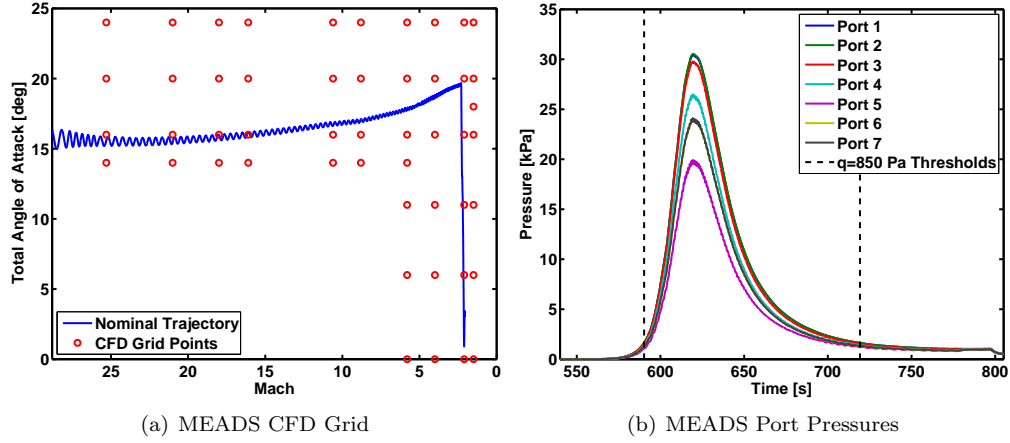 25
20
15
10
5
0
Total Angle of Attack [deg]
Nominal Trajectory
CFD Grid Points
25 20 15 10 5 0
Mach
(a) MEADS CFD Grid
35
30
25
20
15
10
5
0
Pressure [kPa]
Port 1
Port 2
Port 3
Port 4
Port 5
Port 6
Port 7
q=850 Pa Thresholds
550 600 650 700 750 800
Time [s]
(b) MEADS Port Pressures